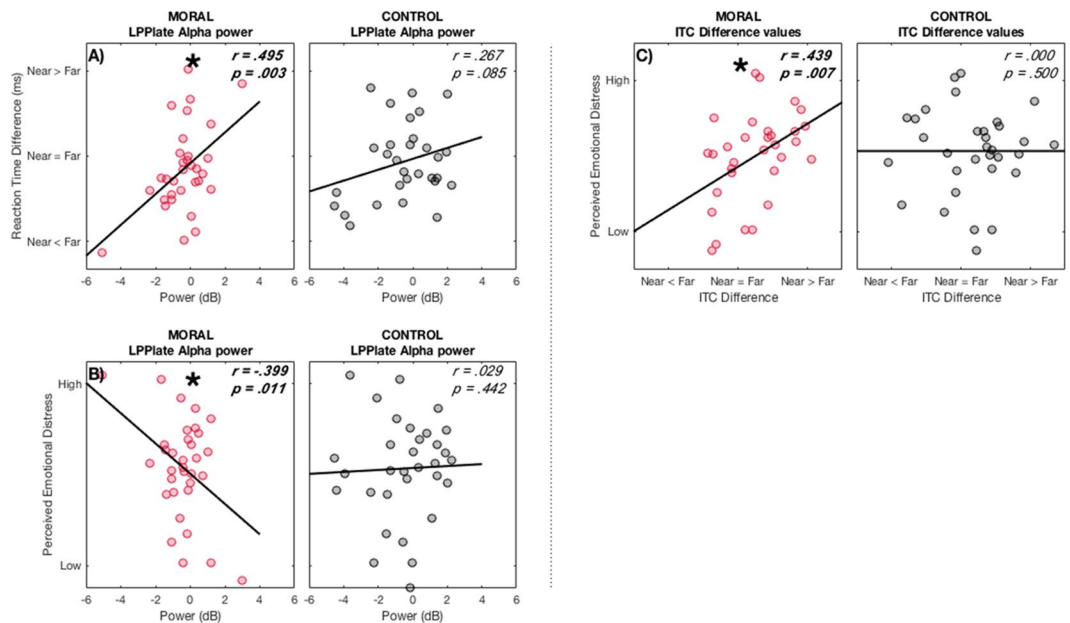 MORAL
LPPlate Alpha power
CONTROL
LPPlate Alpha power
A)
*
r = .495
p = .003
r = .267
p = .085
Reaction Time Difference (ms)
Near > Far
Near = Far
Near < Far
-6 -4 -2 0 2 4 6
Power (dB)
-6 -4 -2 0 2 4 6
Power (dB)
MORAL
LPPlate Alpha power
CONTROL
LPPlate Alpha power
B)
*
r = -.399
p = .011
r = .029
p = .442
Perceived Emotional Distress
High
Low
-6 -4 -2 0 2 4 6
Power (dB)
-6 -4 -2 0 2 4 6
Power (dB)
MORAL
ITC Difference values
CONTROL
ITC Difference values
C)
*
r = .439
p = .007
r = .000
p = .500
Perceived Emotional Distress
High
Low
Near < Far Near = Far Near > Far
ITC Difference
Near < Far Near = Far Near > Far
ITC Difference